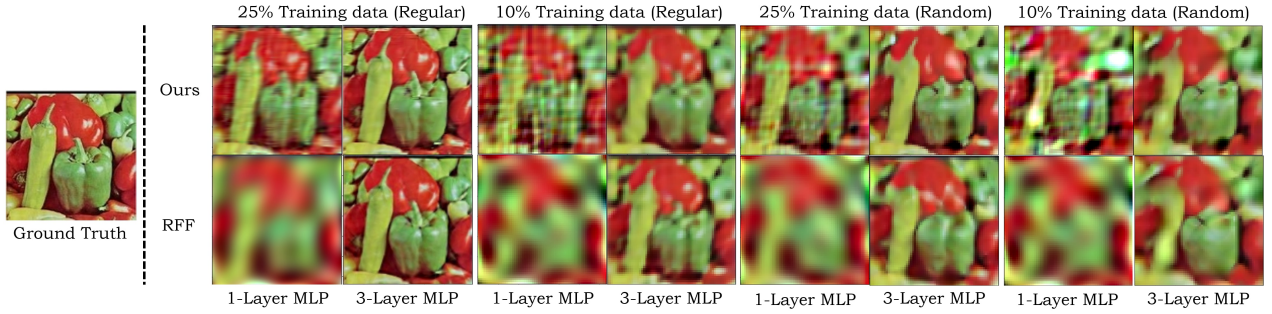 25% Training data (Regular)
10% Training data (Regular)
25% Training data (Random)
10% Training data (Random)
Ours
RFF
Ground Truth
1-Layer MLP
3-Layer MLP
1-Layer MLP
3-Layer MLP
1-Layer MLP
3-Layer MLP
1-Layer MLP
3-Layer MLP